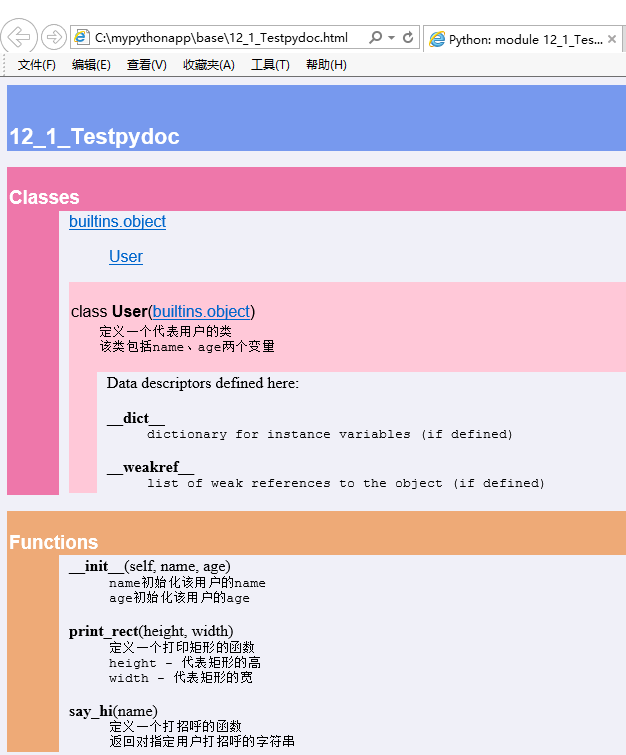 C:\mypythonapp\base\12_1_Testpydoc.html
Python: module 12_1_Tes...
文件(F) 编辑(E) 查看(V) 收藏夹(A) 工具(T) 帮助(H)
12_1_Testpydoc
Classes
builtins.object
User
class User(builtins.object)
定义一个代表用户的类
该类包括name、age两个变量
Data descriptors defined here:
__dict__
dictionary for instance variables (if defined)
__weakref__
list of weak references to the object (if defined)
Functions
__init__(self, name, age)
name初始化该用户的name
age初始化该用户的age
print_rect(height, width)
定义一个打印矩形的函数
height - 代表矩形的高
width - 代表矩形的宽
say_hi(name)
定义一个打招呼的函数
返回对指定用户打招呼的字符串